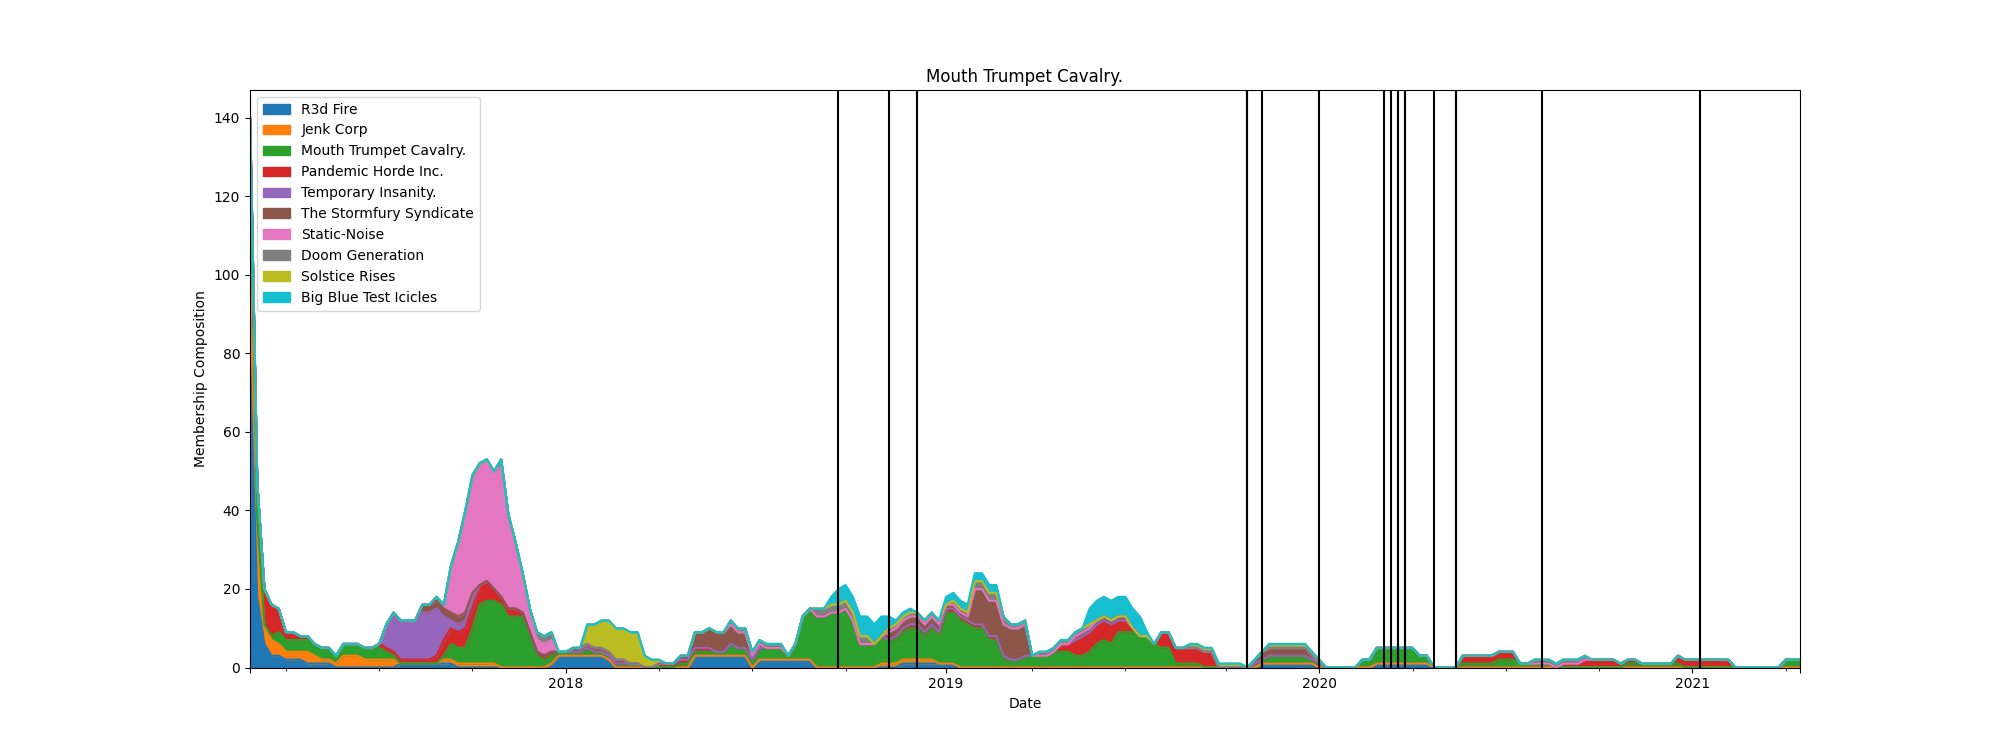 Mouth Trumpet Cavalry.
R3d Fire
Jenk Corp
Mouth Trumpet Cavalry.
Pandemic Horde Inc.
Temporary Insanity.
The Stormfury Syndicate
Static-Noise
Doom Generation
Solstice Rises
Big Blue Test Icicles
Membership Composition
140
120
100
80
60
40
20
0
2018
2019
2020
2021
Date